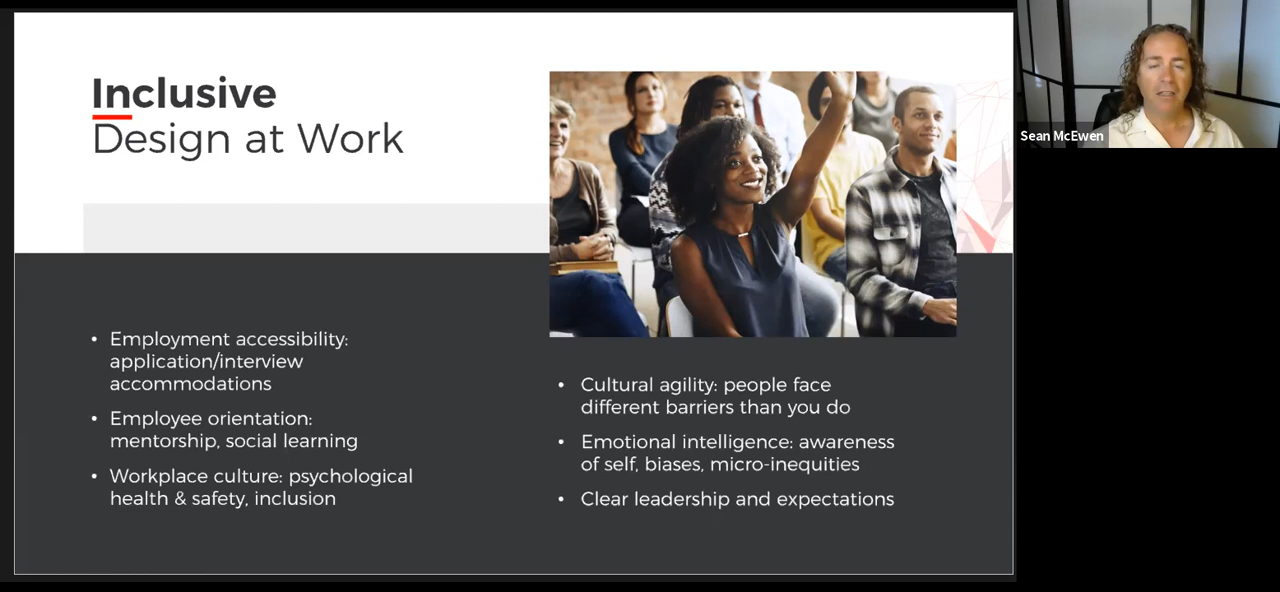 Inclusive
Design at Work
• Employment accessibility:
application/interview
accommodations
• Employee orientation:
mentorship, social learning
• Workplace culture: psychological
health & safety, inclusion
• Cultural agility: people face
different barriers than you do
• Emotional intelligence: awareness
of self, biases, micro-inequities
• Clear leadership and expectations
Sean McEwen